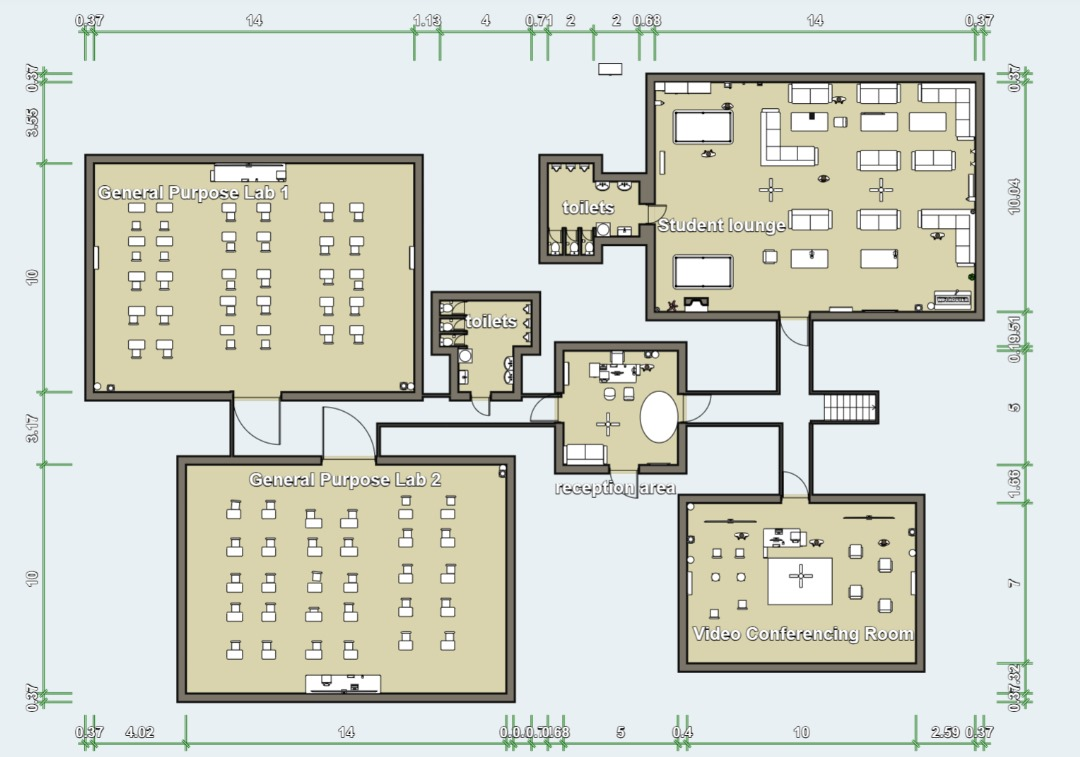 0.37 14 1.13 4 0.71 2 2 0.68 14 0.37
0.37
3.55
10
3.17
10
0.37
General Purpose Lab 1
toilets
Student lounge
toilets
reception area
General Purpose Lab 2
Video Conferencing Room
0.37
10.04
5
1.66
7
0.37 4.02 14 5 0.4 10 2.59 0.37